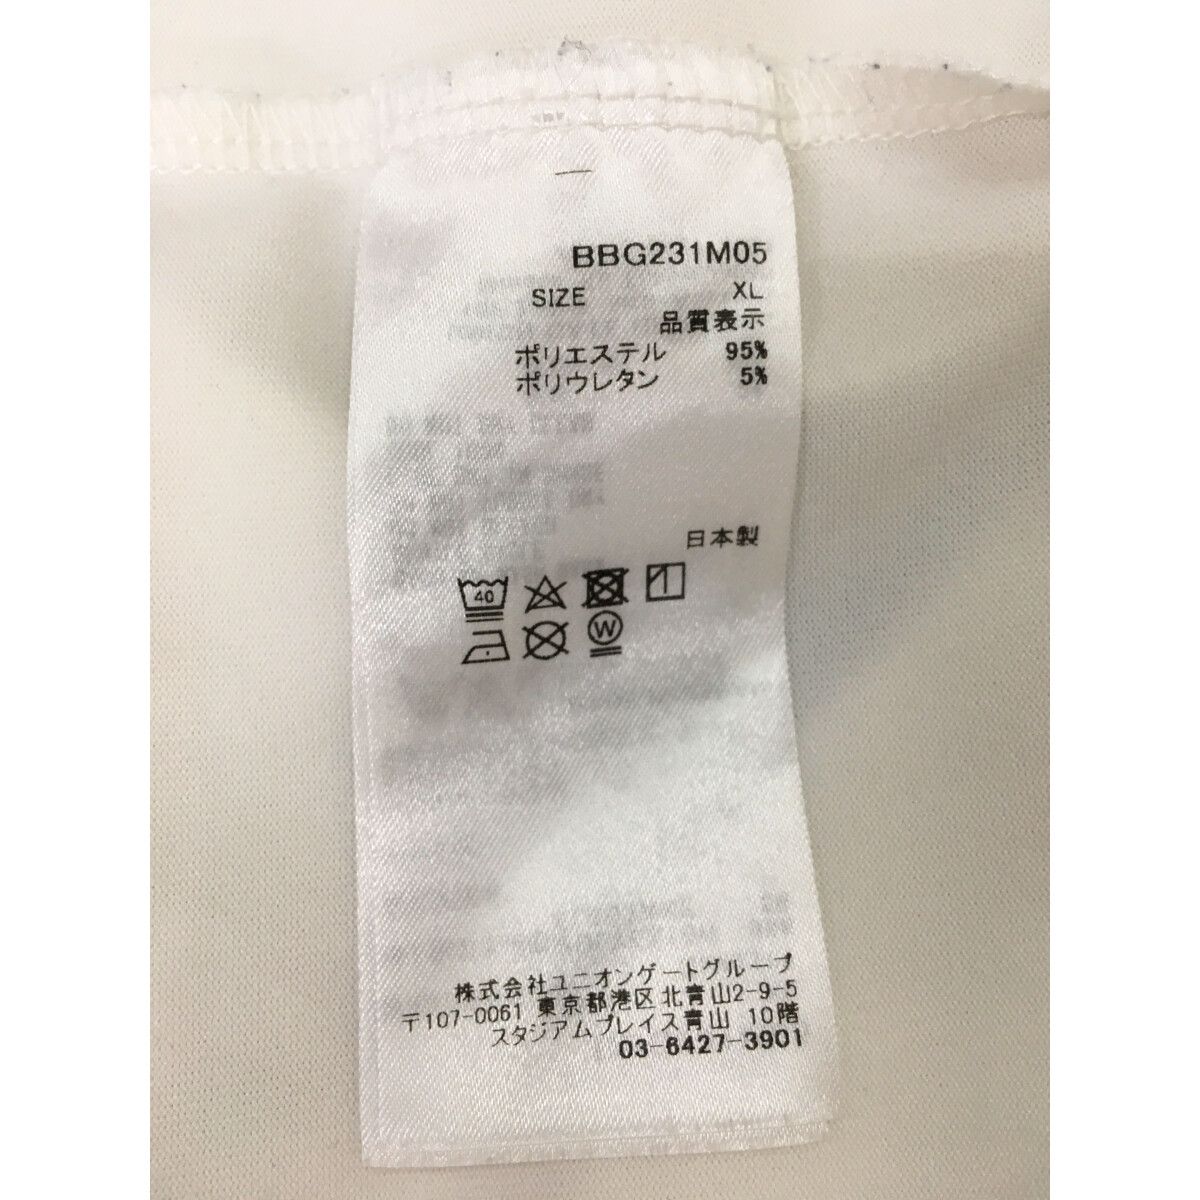 BBG231M05
SIZE XL
品質表示
ポリエステル 95%
ポリウレタン 5%
日本製
40
W
株式会社ユニオンゲートグループ
〒107-0061 東京都港区北青山2-9-5
スタジアムプレイス青山 10階
03-6427-3901